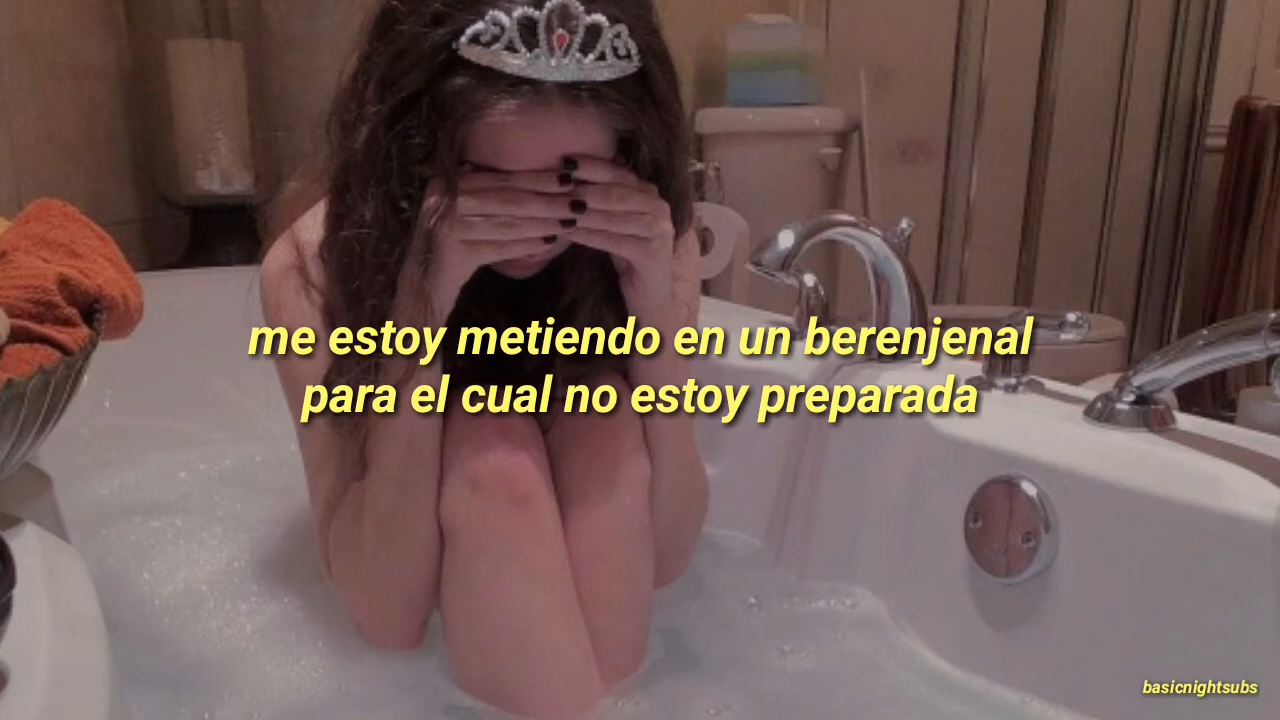 me estoy metiendo en un berenjenal
para el cual no estoy preparada
basicnightsubs